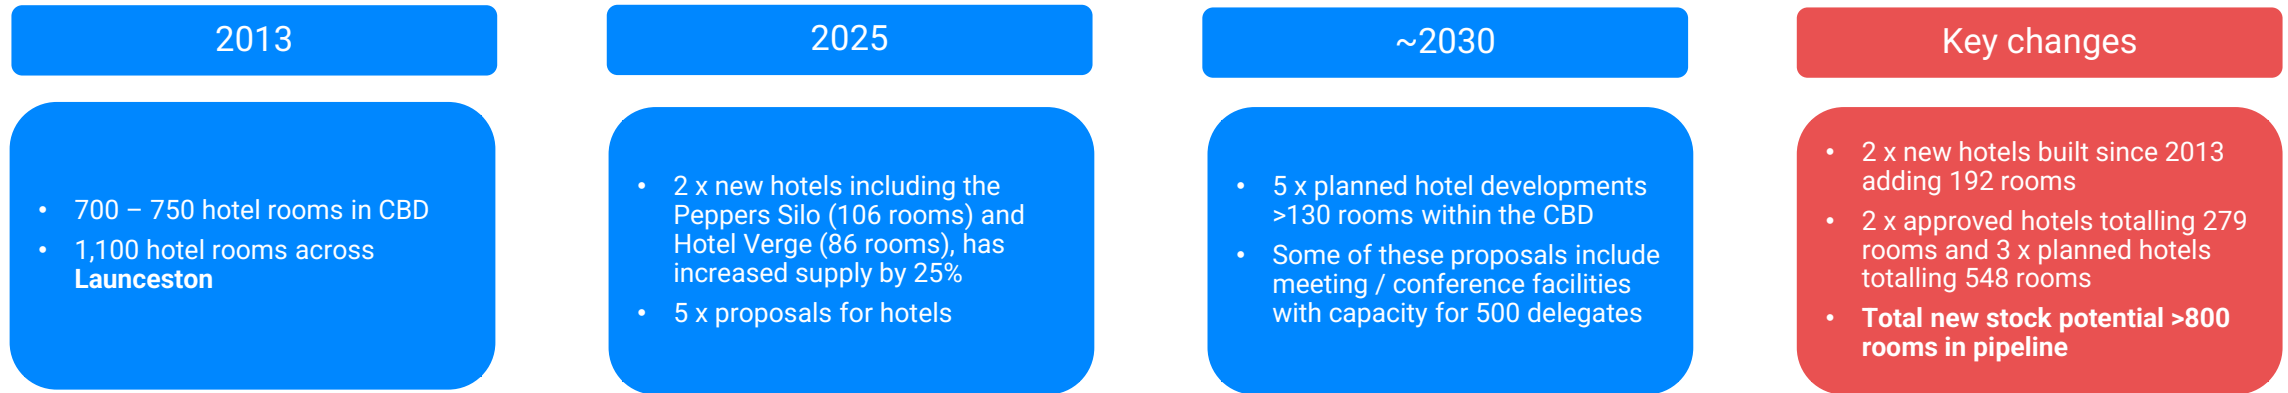 2013
• 700 – 750 hotel rooms in CBD
• 1,100 hotel rooms across
Launceston
2025
• 2 x new hotels including the
Peppers Silo (106 rooms) and
Hotel Verge (86 rooms), has
increased supply by 25%
• 5 x proposals for hotels
~2030
• 5 x planned hotel developments
>130 rooms within the CBD
• Some of these proposals include
meeting / conference facilities
with capacity for 500 delegates
Key changes
• 2 x new hotels built since 2013
adding 192 rooms
• 2 x approved hotels totalling 279
rooms and 3 x planned hotels
totalling 548 rooms
• Total new stock potential >800
rooms in pipeline